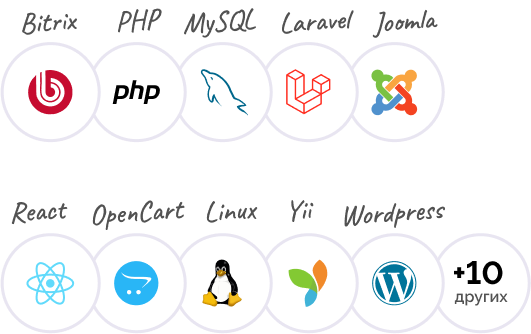 Bitrix PHP MySQL Laravel Joomla
php
React OpenCart Linux Yii Wordpress
+10
других